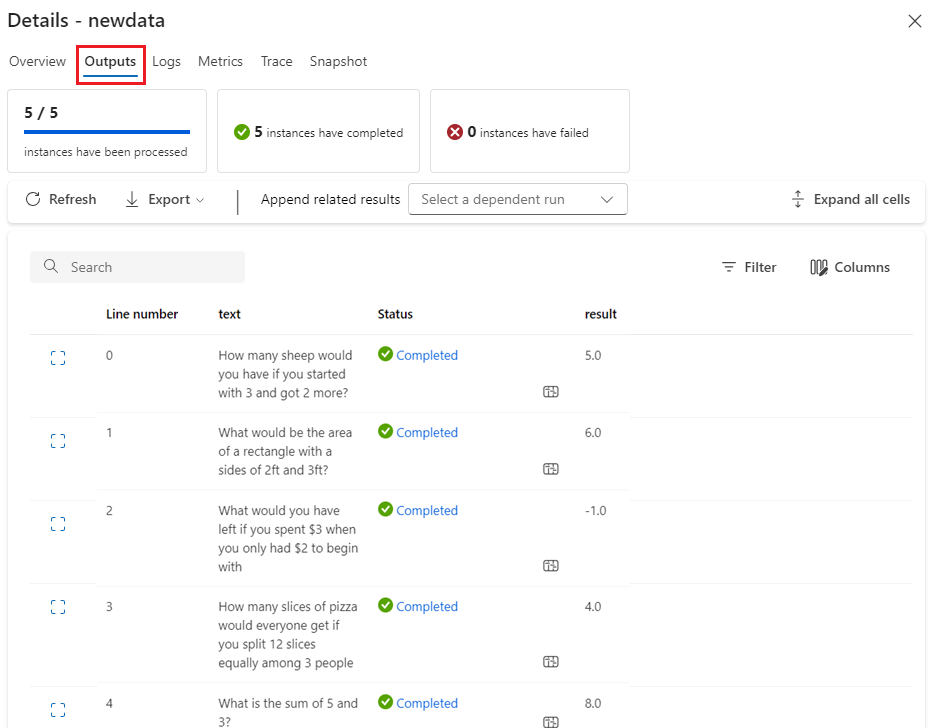 Details - newdata
Overview Outputs Logs Metrics Trace Snapshot
5 / 5
instances have been processed
5 instances have completed
0 instances have failed
Refresh Export Append related results Select a dependent run Expand all cells
Search Filter Columns
Line number text Status result
0 How many sheep would Completed 5.0
you have if you started
with 3 and got 2 more?
1 What would be the area Completed 6.0
of a rectangle with a
sides of 2ft and 3ft?
2 What would you have Completed -1.0
left if you spent $3 when
you only had $2 to begin
with
3 How many slices of pizza Completed 4.0
would everyone get if
you split 12 slices
equally among 3 people
4 What is the sum of 5 and Completed 8.0
3?